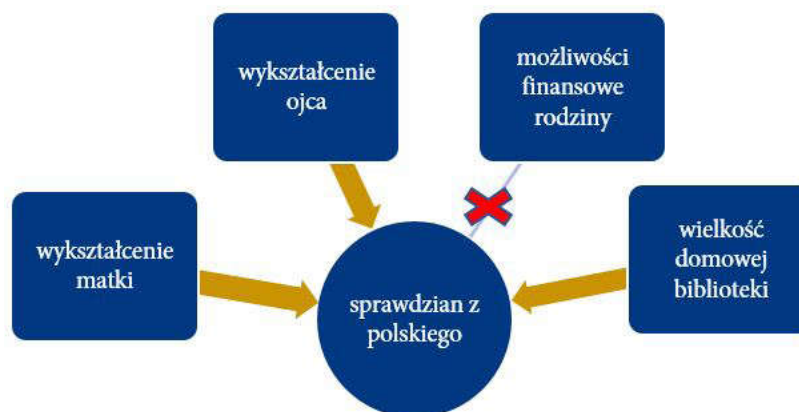 wykształcenie
ojca
możliwości
finansowe
rodziny
wykształcenie
matki
wielkość
domowej
biblioteki
sprawdzian z
polskiego